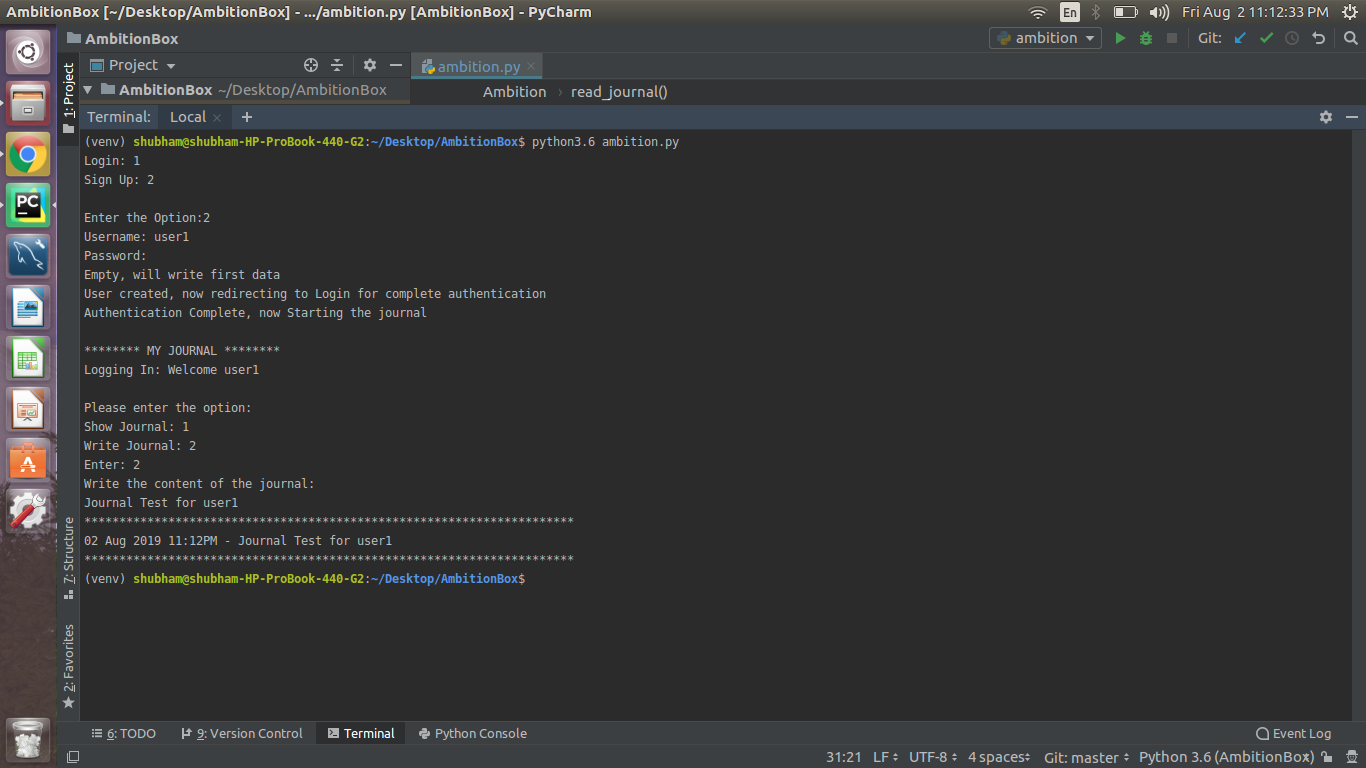 AmbitionBox [~/Desktop/AmbitionBox] - .../ambition.py [AmbitionBox] - PyCharm
En
Fri Aug 2 11:12:33 PM
AmbitionBox
ambition
Git:
1: Project
Project
ambition.py
AmbitionBox ~/Desktop/AmbitionBox
Ambition › read_journal()
Terminal: Local +
(venv) shubham@shubham-HP-ProBook-440-G2:~/Desktop/AmbitionBox$ python3.6 ambition.py
Login: 1
Sign Up: 2
Enter the Option:2
Username: user1
Password:
Empty, will write first data
User created, now redirecting to Login for complete authentication
Authentication Complete, now Starting the journal
******** MY JOURNAL ********
Logging In: Welcome user1
Please enter the option:
Show Journal: 1
Write Journal: 2
Enter: 2
Write the content of the journal:
Journal Test for user1
**********************************************************************
02 Aug 2019 11:12PM - Journal Test for user1
**********************************************************************
(venv) shubham@shubham-HP-ProBook-440-G2:~/Desktop/AmbitionBox$
PC
7: Structure
2: Favorites
6: TODO
9: Version Control
Terminal
Python Console
Event Log
31:21 LF UTF-8 4 spaces Git: master Python 3.6 (AmbitionBox)